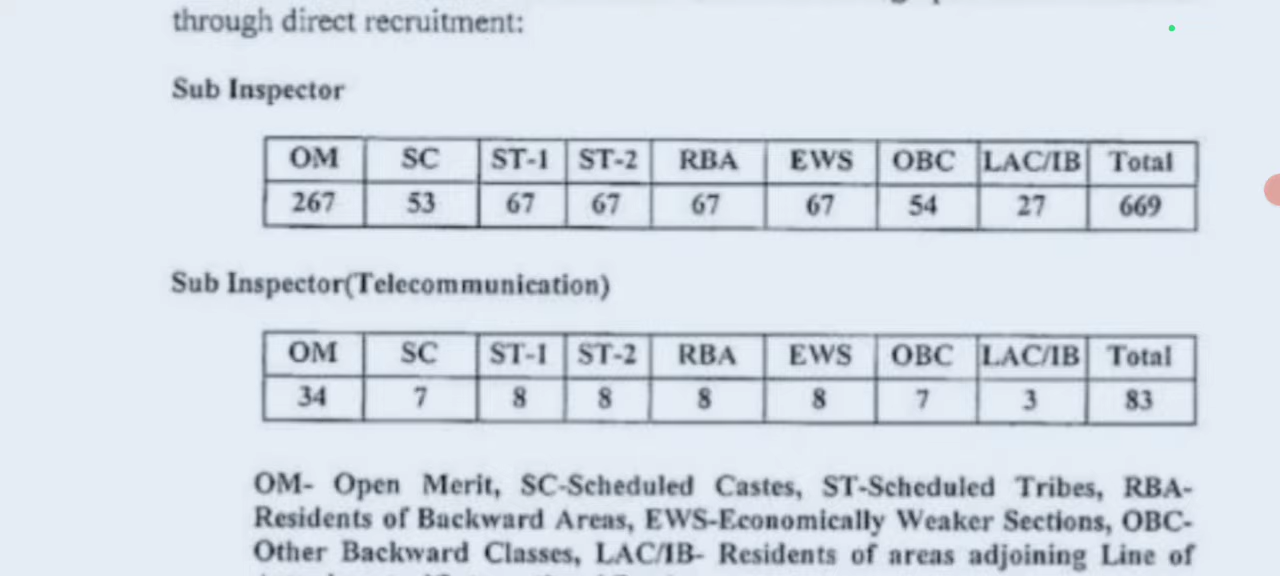 through direct recruitment:
Sub Inspector
OM SC ST-1 ST-2 RBA EWS OBC LAC/IB Total
267 53 67 67 67 67 54 27 669
Sub Inspector(Telecommunication)
OM SC ST-1 ST-2 RBA EWS OBC LAC/IB Total
34 7 8 8 8 8 7 3 83
OM- Open Merit, SC-Scheduled Castes, ST-Scheduled Tribes, RBA-
Residents of Backward Areas, EWS-Economically Weaker Sections, OBC-
Other Backward Classes, LAC/IB- Residents of areas adjoining Line of